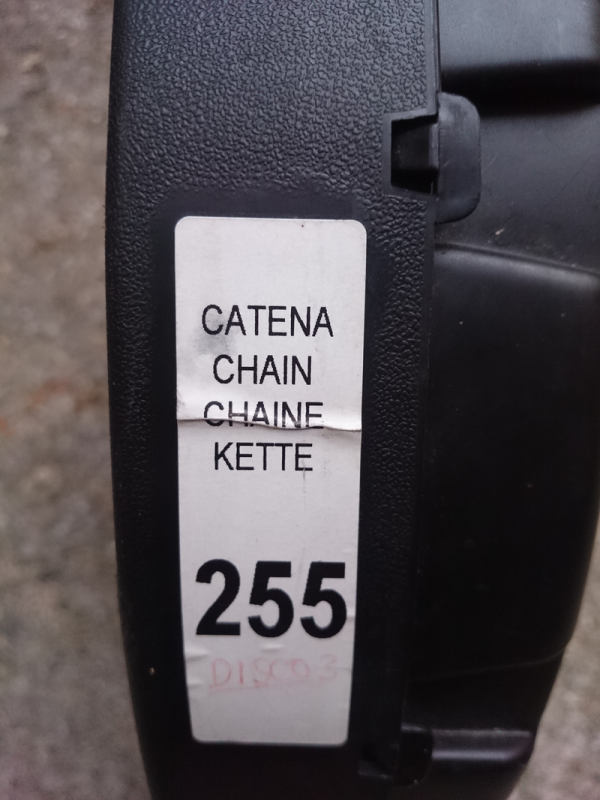 CATENA
CHAIN
CHAINE
KETTE
255
DISCO 3